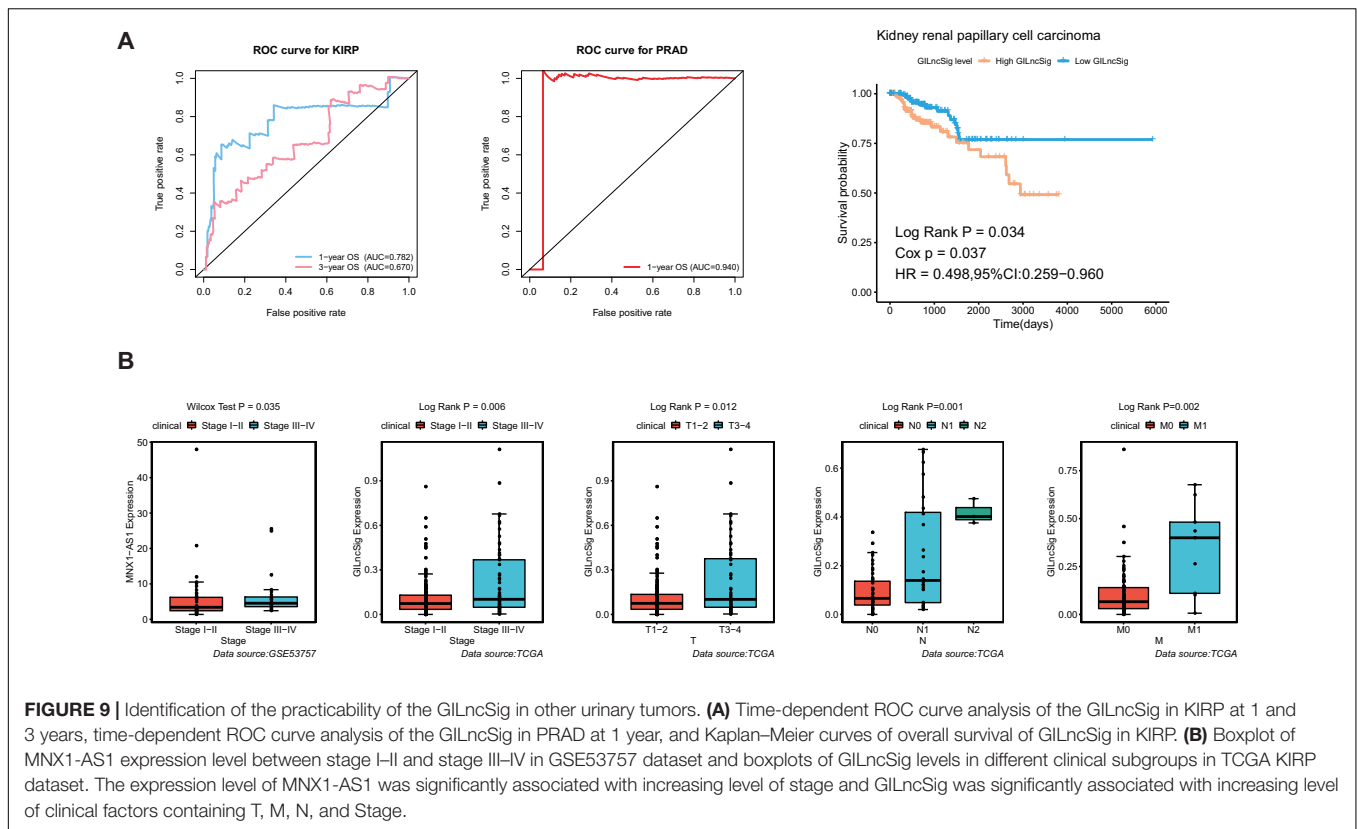 A
ROC curve for KIRP
True positive rate
1.0
0.8
0.6
0.4
0.2
0.0
1−year OS (AUC=0.782)
3−year OS (AUC=0.670)
0.0 0.2 0.4 0.6 0.8 1.0
False positive rate
ROC curve for PRAD
True positive rate
1.0
0.8
0.6
0.4
0.2
0.0
1−year OS (AUC=0.940)
0.0 0.2 0.4 0.6 0.8 1.0
False positive rate
Kidney renal papillary cell carcinoma
GILncSig level High GILncSig Low GILncSig
Survival probability
1.00
0.75
0.50
0.25
0.00
Log Rank P = 0.034
Cox p = 0.037
HR = 0.498,95%CI:0.259−0.960
0 1000 2000 3000 4000 5000 6000
Time(days)
B
Wilcox Test P = 0.035
clinical Stage I−II Stage III−IV
MNX1−AS1 Expression
50
40
30
20
10
0
Stage I−II Stage III−IV
Stage
Data source:GSE53757
Log Rank P = 0.006
clinical Stage I−II Stage III−IV
GILncSig Expression
0.9
0.6
0.3
0.0
Stage I−II Stage III−IV
Stage
Data source:TCGA
Log Rank P = 0.012
clinical T1−2 T3−4
GILncSig Expression
0.9
0.6
0.3
0.0
T1−2 T3−4
T
Data source:TCGA
Log Rank P=0.001
clinical N0 N1 N2
GILncSig Expression
0.6
0.4
0.2
0.0
N0 N1 N2
N
Data source:TCGA
Log Rank P=0.002
clinical M0 M1
GILncSig Expression
0.75
0.50
0.25
0.00
M0 M1
M
Data source:TCGA
FIGURE 9 | Identification of the practicability of the GILncSig in other urinary tumors. (A) Time-dependent ROC curve analysis of the GILncSig in KIRP at 1 and
3 years, time-dependent ROC curve analysis of the GILncSig in PRAD at 1 year, and Kaplan–Meier curves of overall survival of GILncSig in KIRP. (B) Boxplot of
MNX1-AS1 expression level between stage I–II and stage III–IV in GSE53757 dataset and boxplots of GILncSig levels in different clinical subgroups in TCGA KIRP
dataset. The expression level of MNX1-AS1 was significantly associated with increasing level of stage and GILncSig was significantly associated with increasing level
of clinical factors containing T, M, N, and Stage.